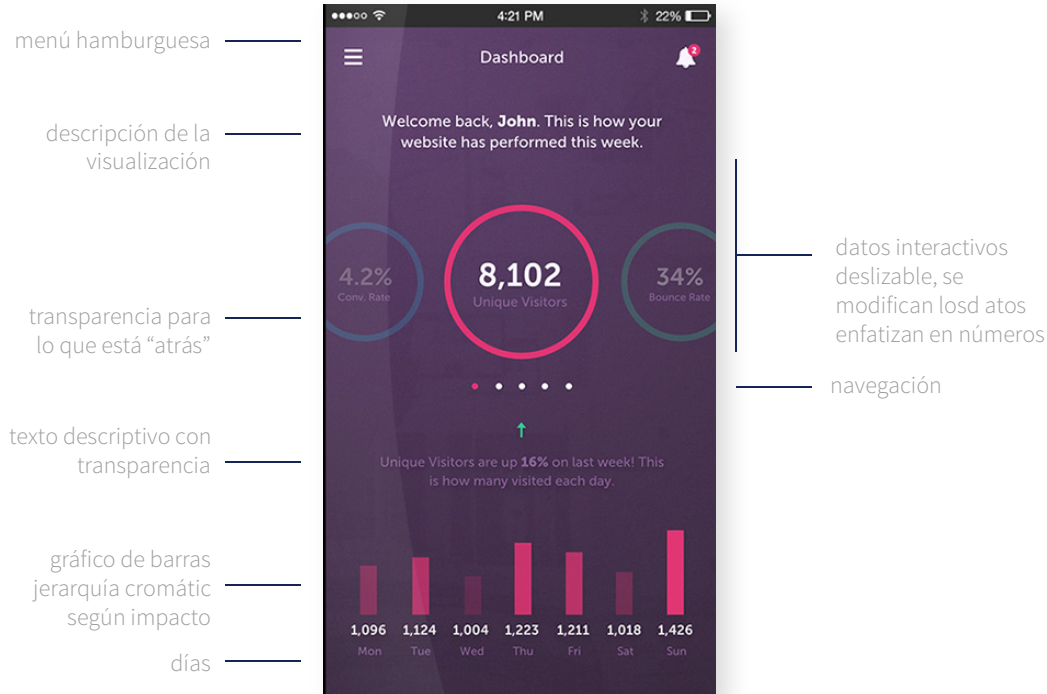 menú hamburguesa
descripción de la
visualización
transparencia para
lo que está “atrás”
texto descriptivo con
transparencia
gráfico de barras
jerarquía cromátic
según impacto
días
4:21 PM
22%
Dashboard
2
Welcome back, John. This is how your
website has performed this week.
4.2%
Conv. Rate
8,102
Unique Visitors
34%
Bounce Rate
Unique Visitors are up 16% on last week! This
is how many visited each day.
1,096 1,124 1,004 1,223 1,211 1,018 1,426
Mon Tue Wed Thu Fri Sat Sun
datos interactivos
deslizable, se
modifican losd atos
enfatizan en números
navegación